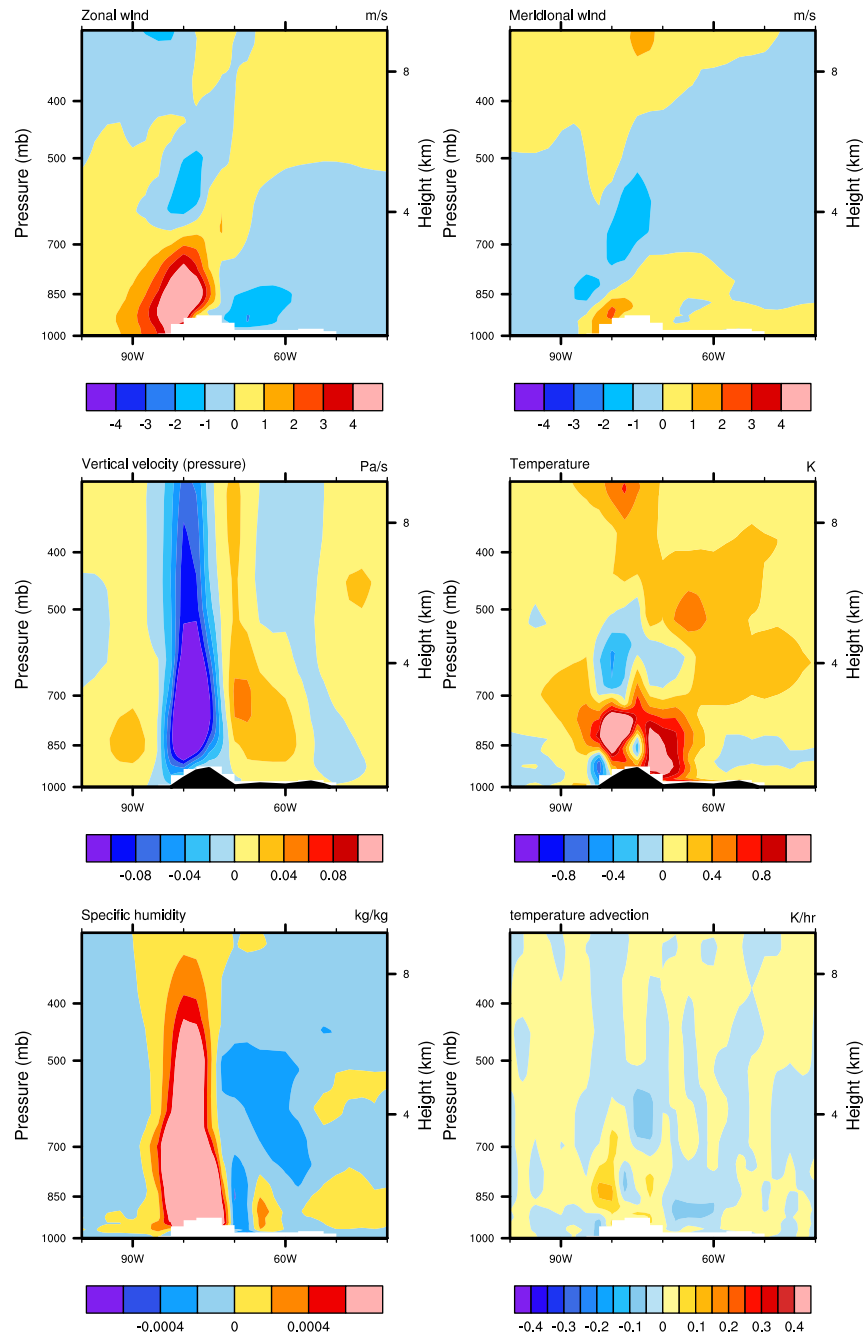 Zonal wind m/s
Pressure (mb)
400
500
700
850
1000
8
4
Height (km)
90W 60W
-4 -3 -2 -1 0 1 2 3 4
Meridional wind m/s
Pressure (mb)
400
500
700
850
1000
8
4
Height (km)
90W 60W
-4 -3 -2 -1 0 1 2 3 4
Vertical velocity (pressure) Pa/s
Pressure (mb)
400
500
700
850
1000
8
4
Height (km)
90W 60W
-0.08 -0.04 0 0.04 0.08
Temperature K
Pressure (mb)
400
500
700
850
1000
8
4
Height (km)
90W 60W
-0.8 -0.4 0 0.4 0.8
Specific humidity kg/kg
Pressure (mb)
400
500
700
850
1000
8
4
Height (km)
90W 60W
-0.0004 0 0.0004
temperature advection K/hr
Pressure (mb)
400
500
700
850
1000
8
4
Height (km)
90W 60W
-0.4 -0.3 -0.2 -0.1 0 0.1 0.2 0.3 0.4